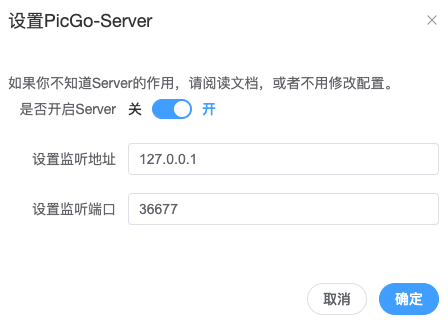 设置PicGo-Server
如果你不知道Server的作用，请阅读文档，或者不用修改配置。
是否开启Server 关 开
设置监听地址 127.0.0.1
设置监听端口 36677
取消 确定